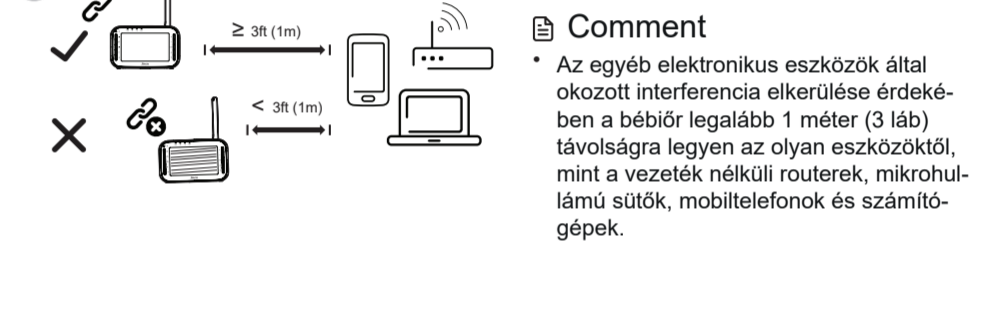 ≥ 3ft (1m)
< 3ft (1m)
Comment
• Az egyéb elektronikus eszközök által
okozott interferencia elkerülése érdeké-
ben a bébiőr legalább 1 méter (3 láb)
távolságra legyen az olyan eszközöktől,
mint a vezeték nélküli routerek, mikrohul-
lámú sütők, mobiltelefonok és számító-
gépek.